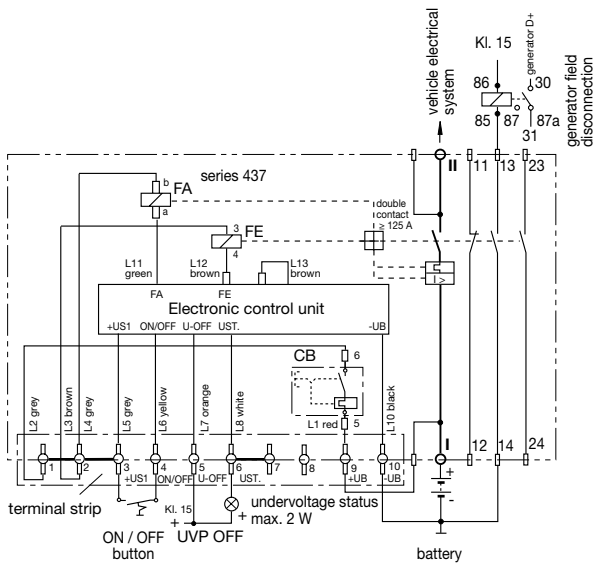 vehicle electrical
system
Kl. 15
generator D+
86
30
85
87
87a
31
generator field
disconnection
series 437
II
11
13
23
b
FA
a
double
contact
≥ 125 A
3
FE
4
L11
green
L12
brown
L13
brown
I >
FA
FE
Electronic control unit
+US1
ON/OFF
U-OFF
UST.
-UB
CB
6
L2 grey
L3 brown
L4 grey
L5 grey
L6 yellow
L7 orange
L8 white
L1 red
5
L10 black
I
12
14
24
1
2
3
4
5
6
7
8
9
10
+US1
ON/OFF
U-OFF
UST.
+UB
-UB
terminal strip
Kl. 15
+
+
undervoltage status
max. 2 W
+
-
ON / OFF
button
UVP OFF
battery